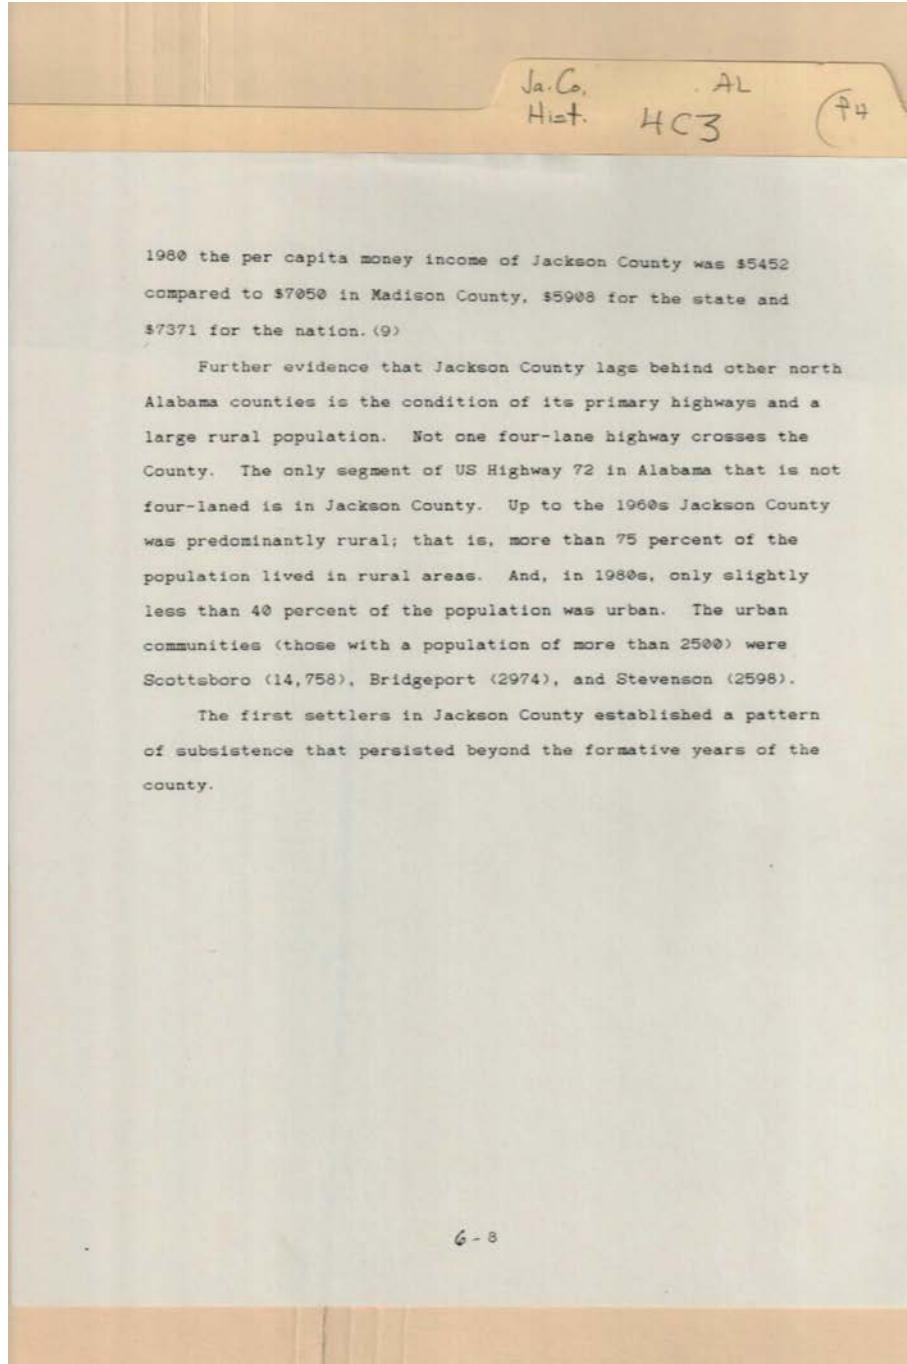 Ja. Co. AL
Hist. 4C3 P4
1980 the per capita money income of Jackson County was $5452
compared to $7050 in Madison County, $5908 for the state and
$7371 for the nation.(9)
Further evidence that Jackson County lags behind other north
Alabama counties is the condition of its primary highways and a
large rural population. Not one four-lane highway crosses the
County. The only segment of US Highway 72 in Alabama that is not
four-laned is in Jackson County. Up to the 1960s Jackson County
was predominantly rural; that is, more than 75 percent of the
population lived in rural areas. And, in 1980s, only slightly
less than 40 percent of the population was urban. The urban
communities (those with a population of more than 2500) were
Scottsboro (14,758), Bridgeport (2974), and Stevenson (2598).
The first settlers in Jackson County established a pattern
of subsistence that persisted beyond the formative years of the
county.
6-8